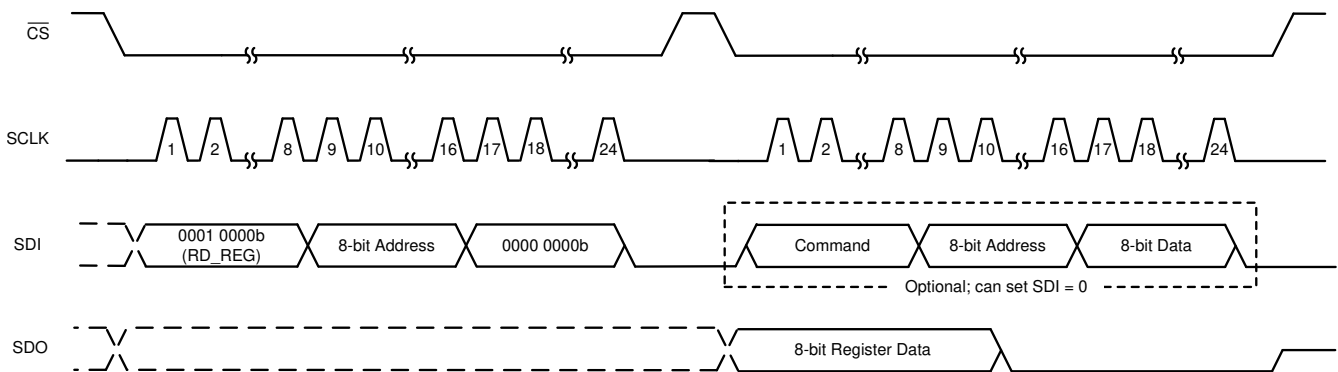 CS
SCLK
1 2 8 9 10 16 17 18 24 1 2 8 9 10 16 17 18 24
SDI
0001 0000b
(RD_REG)
8-bit Address
0000 0000b
Command
8-bit Address
8-bit Data
Optional; can set SDI = 0
SDO
8-bit Register Data